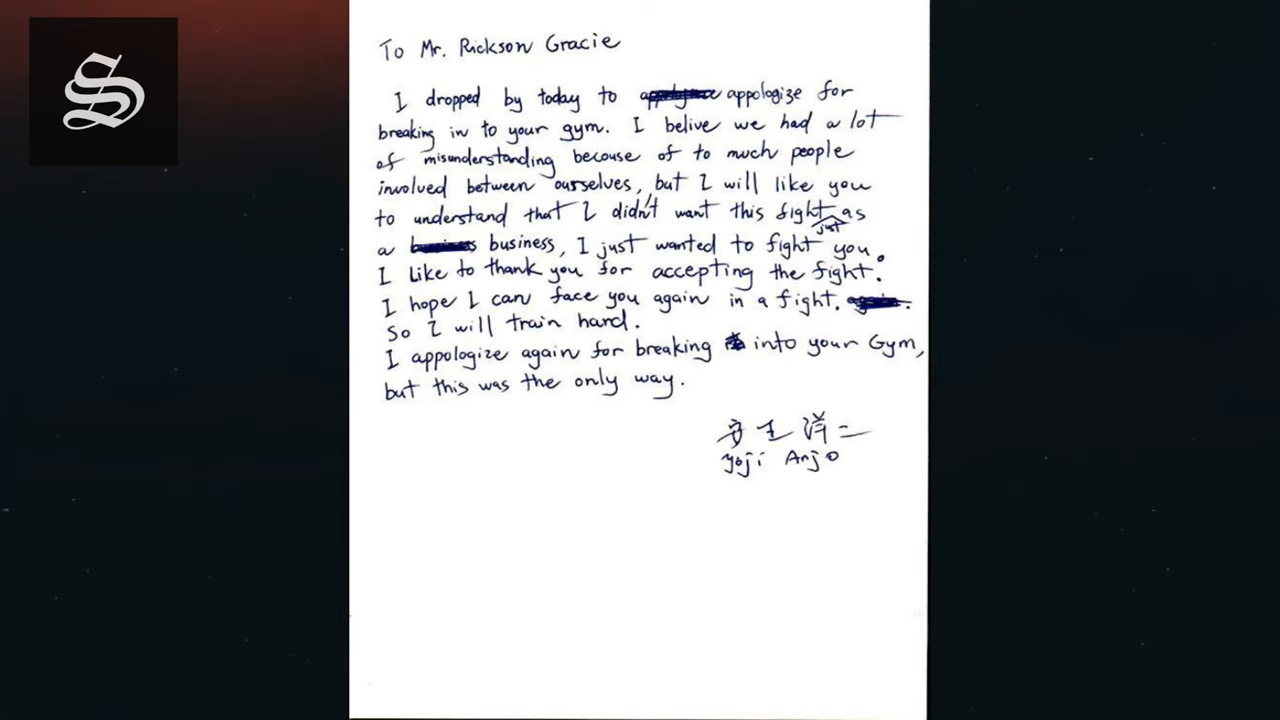 S
To Mr. Rickson Gracie
I dropped by today to appologize for
breaking in to your gym. I belive we had a lot
of misunderstanding becouse of to much people
involved between ourselves, but I will like you
to understand that I didn't want this fight just as
a business, I just wanted to fight you.
I Like to thank you for accepting the fight.
I hope I can face you again in a fight.
So I will train hard.
I appologize again for breaking into your Gym,
but this was the only way.
安生洋二
Yoji Anjo